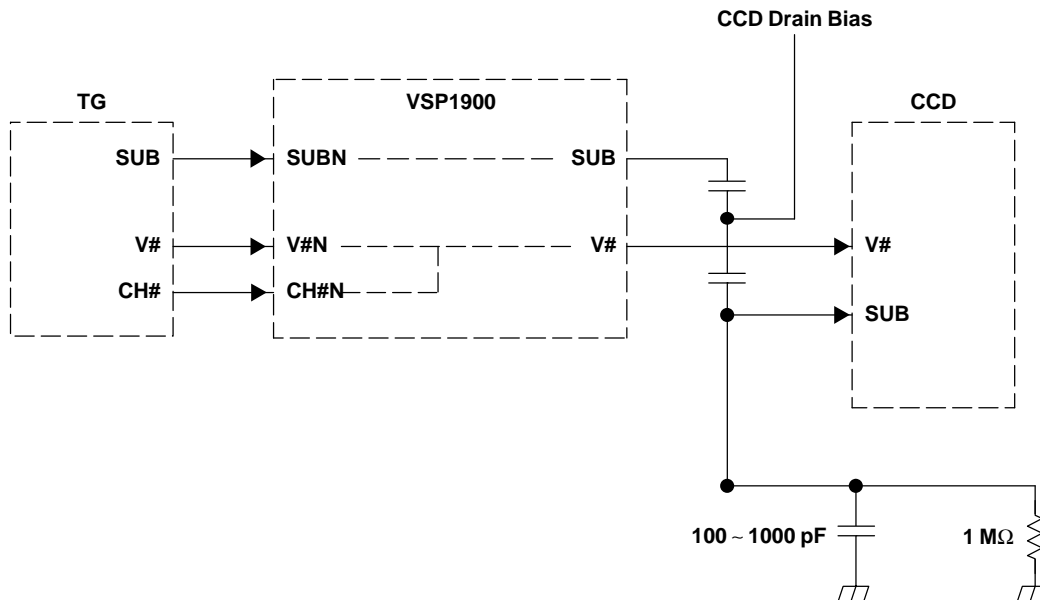 CCD Drain Bias
TG
VSP1900
CCD
SUB
SUBN
SUB
V#
V#N
V#
V#
CH#
CH#N
SUB
100 ~ 1000 pF
1 MΩ